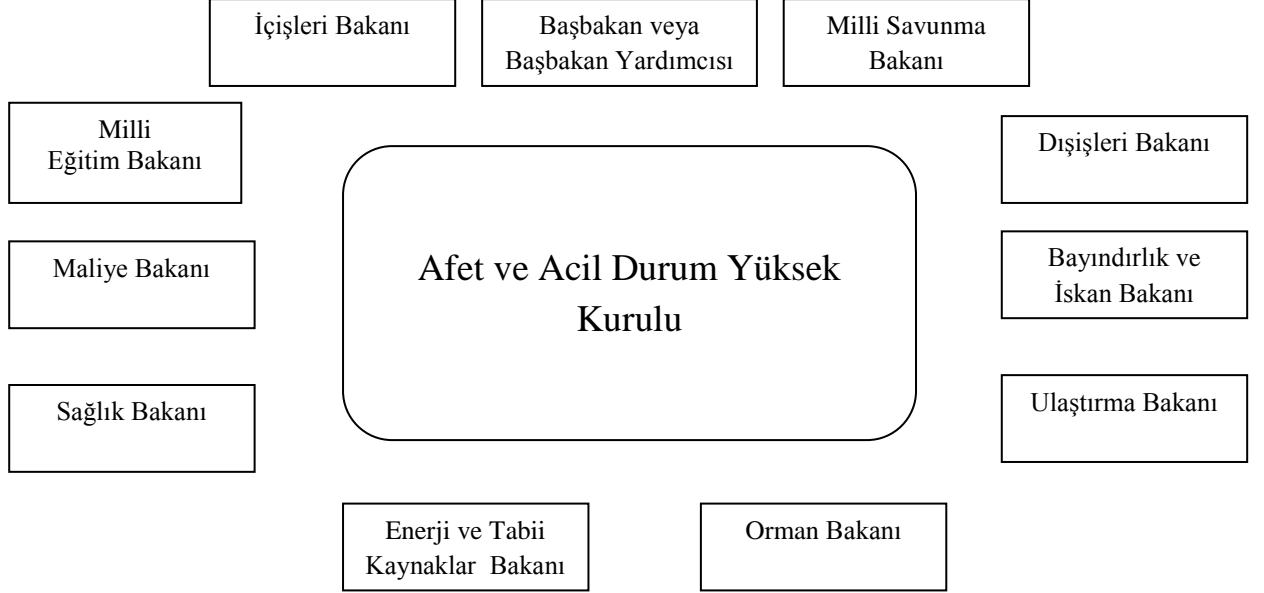 İçişleri Bakanı
Başbakan veya
Başbakan Yardımcısı
Milli Savunma
Bakanı
Milli
Eğitim Bakanı
Dışişleri Bakanı
Afet ve Acil Durum Yüksek
Kurulu
Maliye Bakanı
Bayındırlık ve
İskan Bakanı
Sağlık Bakanı
Ulaştırma Bakanı
Enerji ve Tabii
Kaynaklar Bakanı
Orman Bakanı